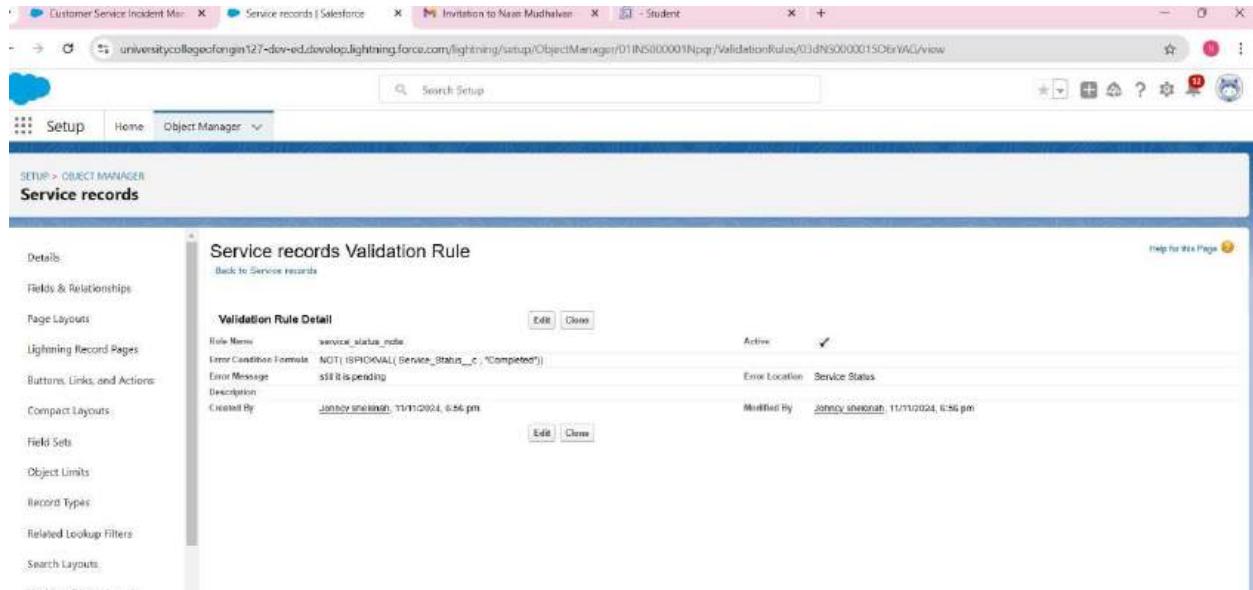 Customer Service Incident Mar
Service records | Salesforce
Invitation to Naan Mudhalvan
- Student
universitycollegeofengin127-dev-ed.develop.lightning.force.com/lightning/setup/ObjectManager/01INS000001Npqr/ValidationRules/03dNS0000015O6rYAG/view
N
Search Setup
12
Setup
Home
Object Manager
SETUP > OBJECT MANAGER
Service records
Details
Fields & Relationships
Page Layouts
Lightning Record Pages
Buttons, Links, and Actions
Compact Layouts
Field Sets
Object Limits
Record Types
Related Lookup Filters
Search Layouts
Service records Validation Rule
Help for this Page
Back to Service records
Validation Rule Detail
Edit Clone
Rule Name service_status_note Active ✓
Error Condition Formula NOT( ISPICKVAL( Service_Status__c , "Completed"))
Error Message still it is pending Error Location Service Status
Description
Created By Johncy shekinah, 11/11/2024, 6:56 pm Modified By Johncy shekinah, 11/11/2024, 6:56 pm
Edit Clone